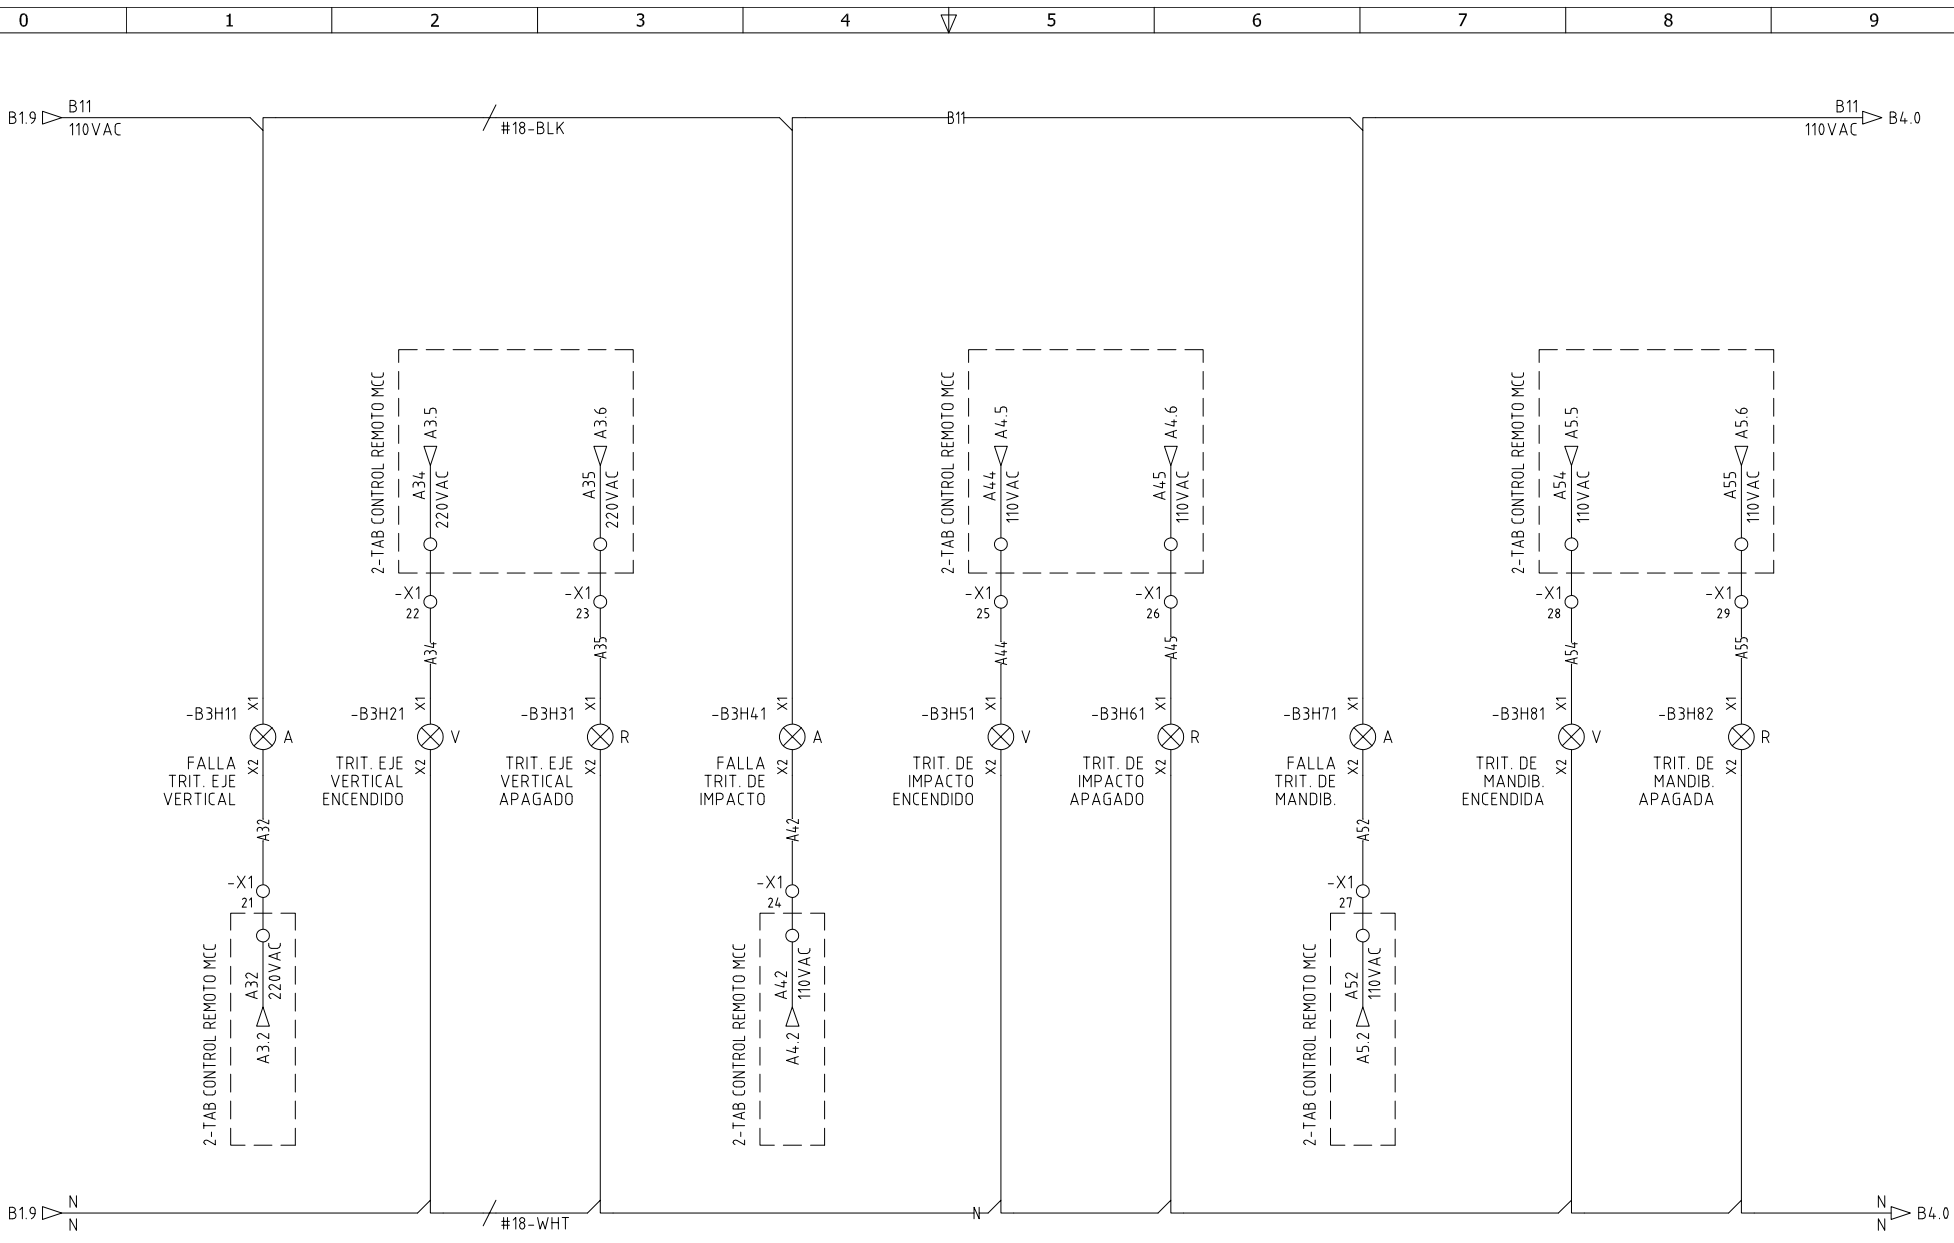 0 1 2 3 4 5 6 7 8 9
B1.9 B11 110VAC
#18-BLK
B11
B11 110VAC B4.0
2-TAB CONTROL REMOTO MCC
A3.5
A34
220VAC
A3.6
A35
220VAC
-X1
22
-X1
23
A34
A35
2-TAB CONTROL REMOTO MCC
A4.5
A44
110VAC
A4.6
A45
110VAC
-X1
25
-X1
26
A44
A45
2-TAB CONTROL REMOTO MCC
A5.5
A54
110VAC
A5.6
A55
110VAC
-X1
28
-X1
29
A54
A55
-B3H11 X1
A
X2
FALLA
TRIT. EJE
VERTICAL
-B3H21 X1
V
X2
TRIT. EJE
VERTICAL
ENCENDIDO
-B3H31 X1
R
X2
TRIT. EJE
VERTICAL
APAGADO
-B3H41 X1
A
X2
FALLA
TRIT. DE
IMPACTO
-B3H51 X1
V
X2
TRIT. DE
IMPACTO
ENCENDIDO
-B3H61 X1
R
X2
TRIT. DE
IMPACTO
APAGADO
-B3H71 X1
A
X2
FALLA
TRIT. DE
MANDIB.
-B3H81 X1
V
X2
TRIT. DE
MANDIB.
ENCENDIDA
-B3H82 X1
R
X2
TRIT. DE
MANDIB.
APAGADA
A32
-X1
21
2-TAB CONTROL REMOTO MCC
A32
220VAC
A3.2
A42
-X1
24
2-TAB CONTROL REMOTO MCC
A42
110VAC
A4.2
A52
-X1
27
2-TAB CONTROL REMOTO MCC
A52
110VAC
A5.2
B1.9 N
N
#18-WHT
N
N
N B4.0